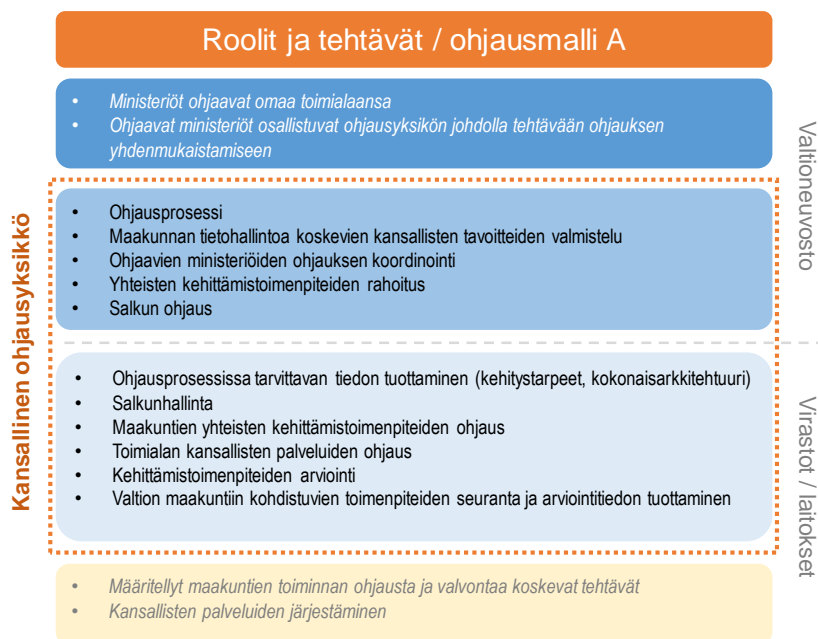 Roolit ja tehtävät / ohjausmalli A
• Ministeriöt ohjaavat omaa toimialaansa
• Ohjaavat ministeriöt osallistuvat ohjausyksikön johdolla tehtävään ohjauksen
yhdenmukaistamiseen
Valtioneuvosto
Kansallinen ohjausyksikkö
• Ohjausprosessi
• Maakunnan tietohallintoa koskevien kansallisten tavoitteiden valmistelu
• Ohjaavien ministeriöiden ohjauksen koordinointi
• Yhteisten kehittämistoimenpiteiden rahoitus
• Salkun ohjaus
• Ohjausprosessissa tarvittavan tiedon tuottaminen (kehitystarpeet, kokonaisarkkitehtuuri)
• Salkunhallinta
• Maakuntien yhteisten kehittämistoimenpiteiden ohjaus
• Toimialan kansallisten palveluiden ohjaus
• Kehittämistoimenpiteiden arviointi
• Valtion maakuntiin kohdistuvien toimenpiteiden seuranta ja arviointitiedon tuottaminen
Virastot / laitokset
• Määritellyt maakuntien toiminnan ohjausta ja valvontaa koskevat tehtävät
• Kansallisten palveluiden järjestäminen